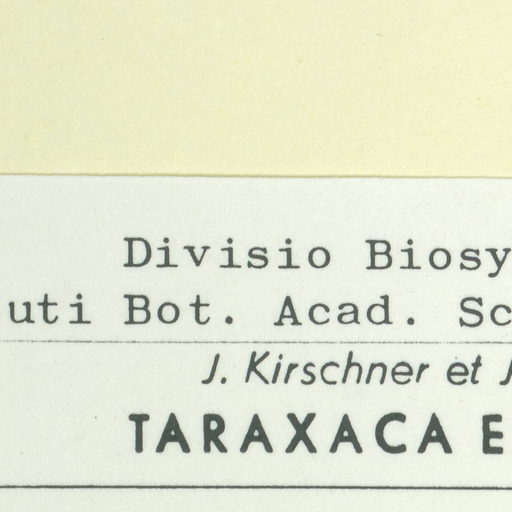 Divisio Biosy
uti Bot. Acad. Sc
J. Kirschner et J
TARAXACA E